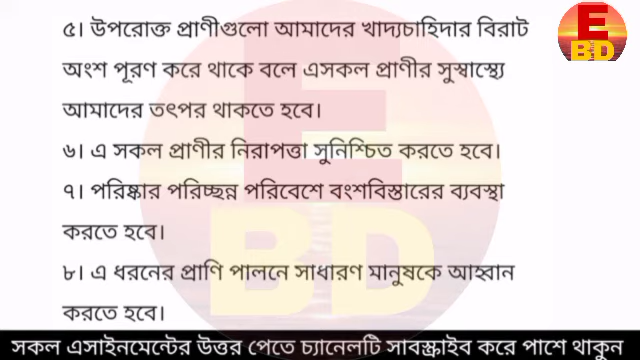 E
BD
৫। উপরোক্ত প্রাণীগুলো আমাদের খাদ্যচাহিদার বিরাট
অংশ পূরণ করে থাকে বলে এসকল প্রাণীর সুস্বাস্থ্যে
আমাদের তৎপর থাকতে হবে।
৬। এ সকল প্রাণীর নিরাপত্তা সুনিশ্চিত করতে হবে।
৭। পরিষ্কার পরিচ্ছন্ন পরিবেশে বংশবিস্তারের ব্যবস্থা
করতে হবে।
৮। এ ধরনের প্রাণি পালনে সাধারণ মানুষকে আহ্বান
করতে হবে।
E
BD
সকল এসাইনমেন্টের উত্তর পেতে চ্যানেলটি সাবস্ক্রাইব করে পাশে থাকুন